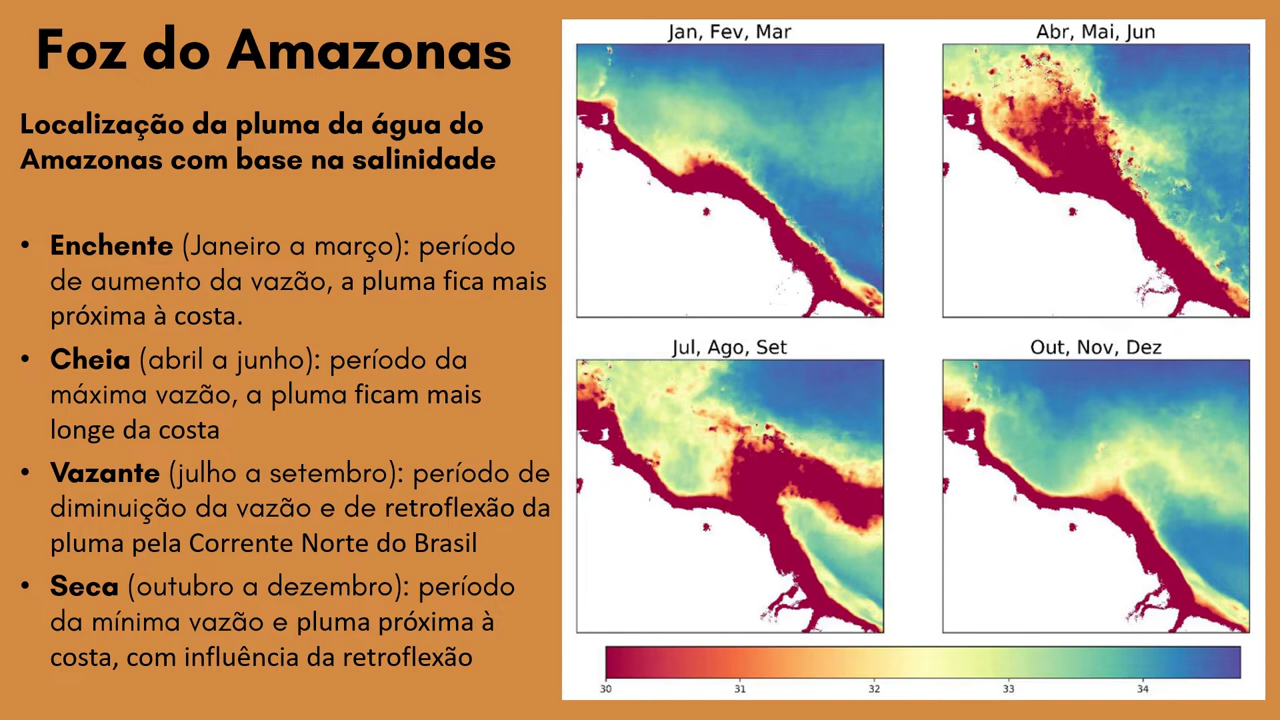 Foz do Amazonas
Localização da pluma da água do
Amazonas com base na salinidade
• Enchente (Janeiro a março): período
de aumento da vazão, a pluma fica mais
próxima à costa.
• Cheia (abril a junho): período da
máxima vazão, a pluma ficam mais
longe da costa
• Vazante (julho a setembro): período de
diminuição da vazão e de retroflexão da
pluma pela Corrente Norte do Brasil
• Seca (outubro a dezembro): período
da mínima vazão e pluma próxima à
costa, com influência da retroflexão
Jan, Fev, Mar
Abr, Mai, Jun
Jul, Ago, Set
Out, Nov, Dez
30 31 32 33 34